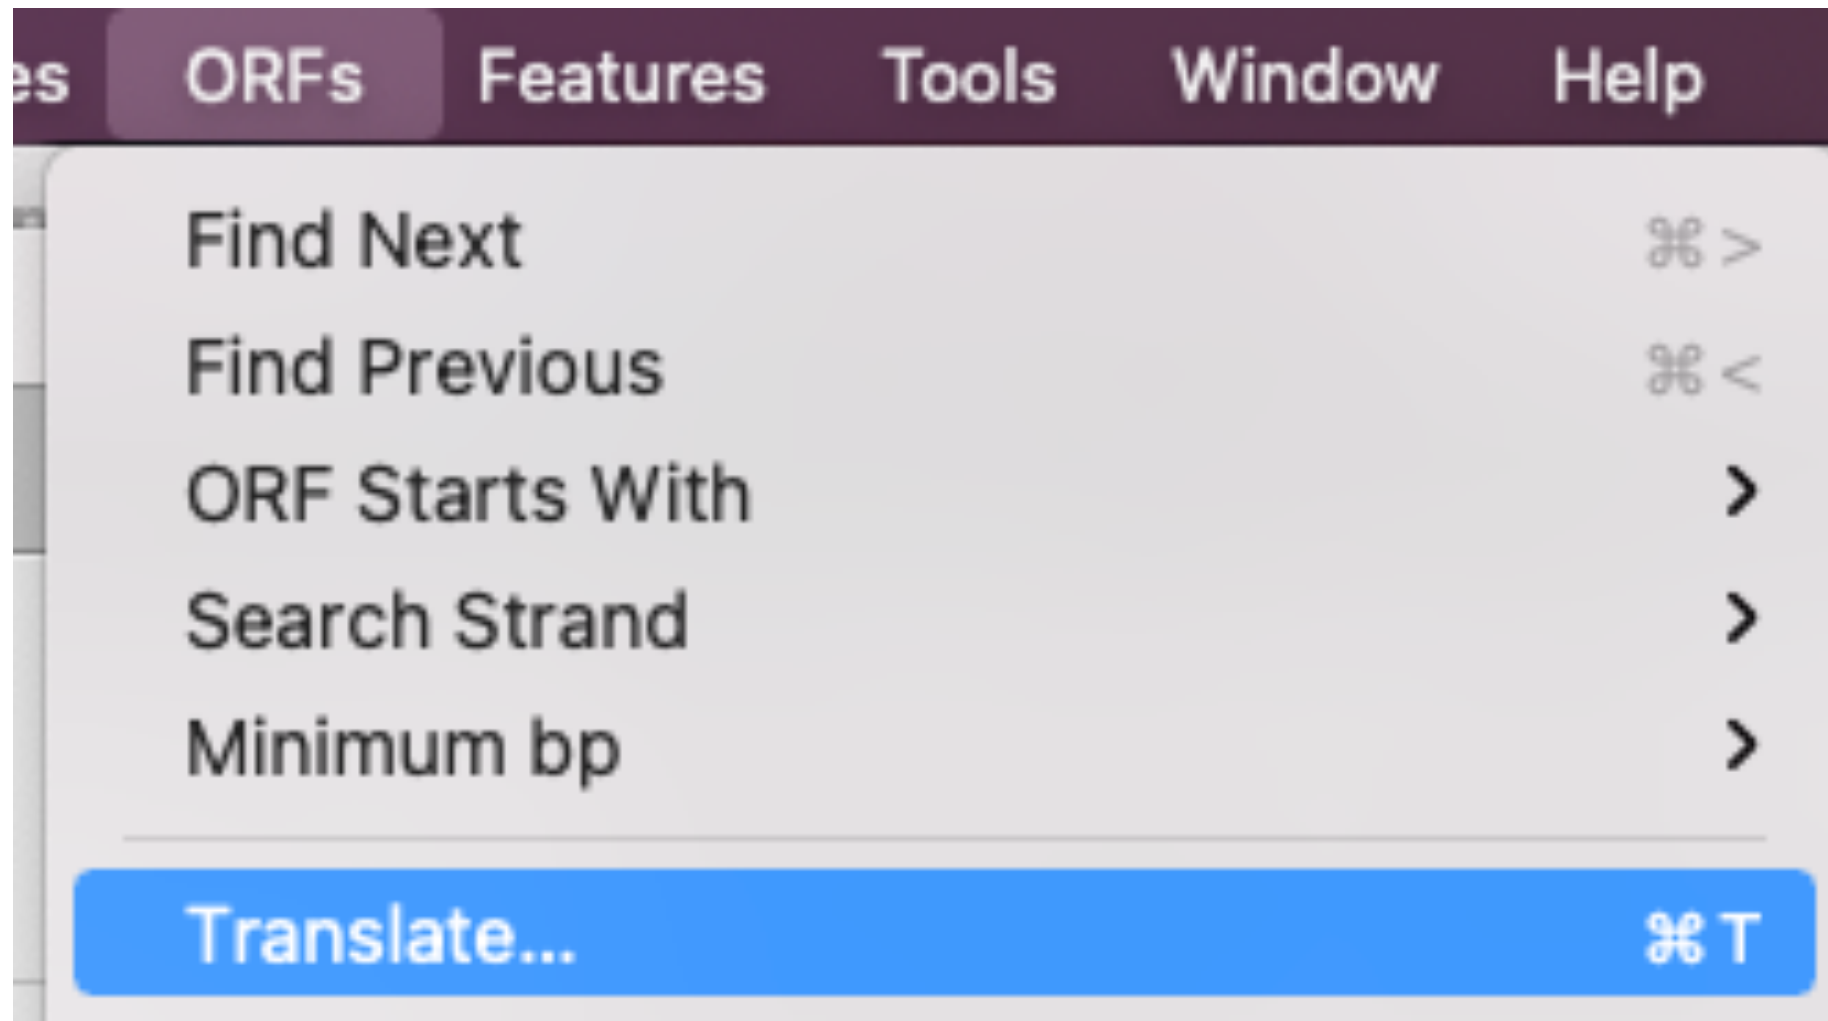 es ORFs Features Tools Window Help
Find Next ⌘ >
Find Previous ⌘ <
ORF Starts With >
Search Strand >
Minimum bp >
Translate... ⌘ T